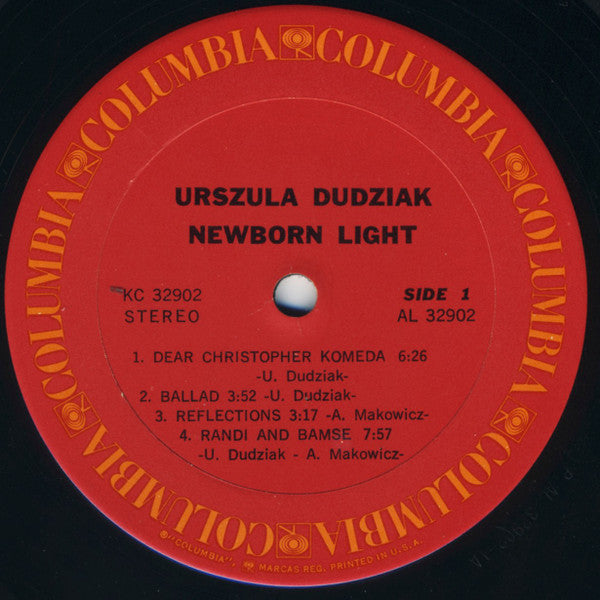 COLUMBIA COLUMBIA COLUMBIA COLUMBIA COLUMBIA COLUMBIA
URSZULA DUDZIAK
NEWBORN LIGHT
KC 32902
SIDE 1
STEREO
AL 32902
1. DEAR CHRISTOPHER KOMEDA 6:26
-U. Dudziak-
2. BALLAD 3:52 -U. Dudziak-
3. REFLECTIONS 3:17 -A. Makowicz-
4. RANDI AND BAMSE 7:57
-U. Dudziak - A. Makowicz-
℗"COLUMBIA", MARCAS REG. PRINTED IN U.S.A.